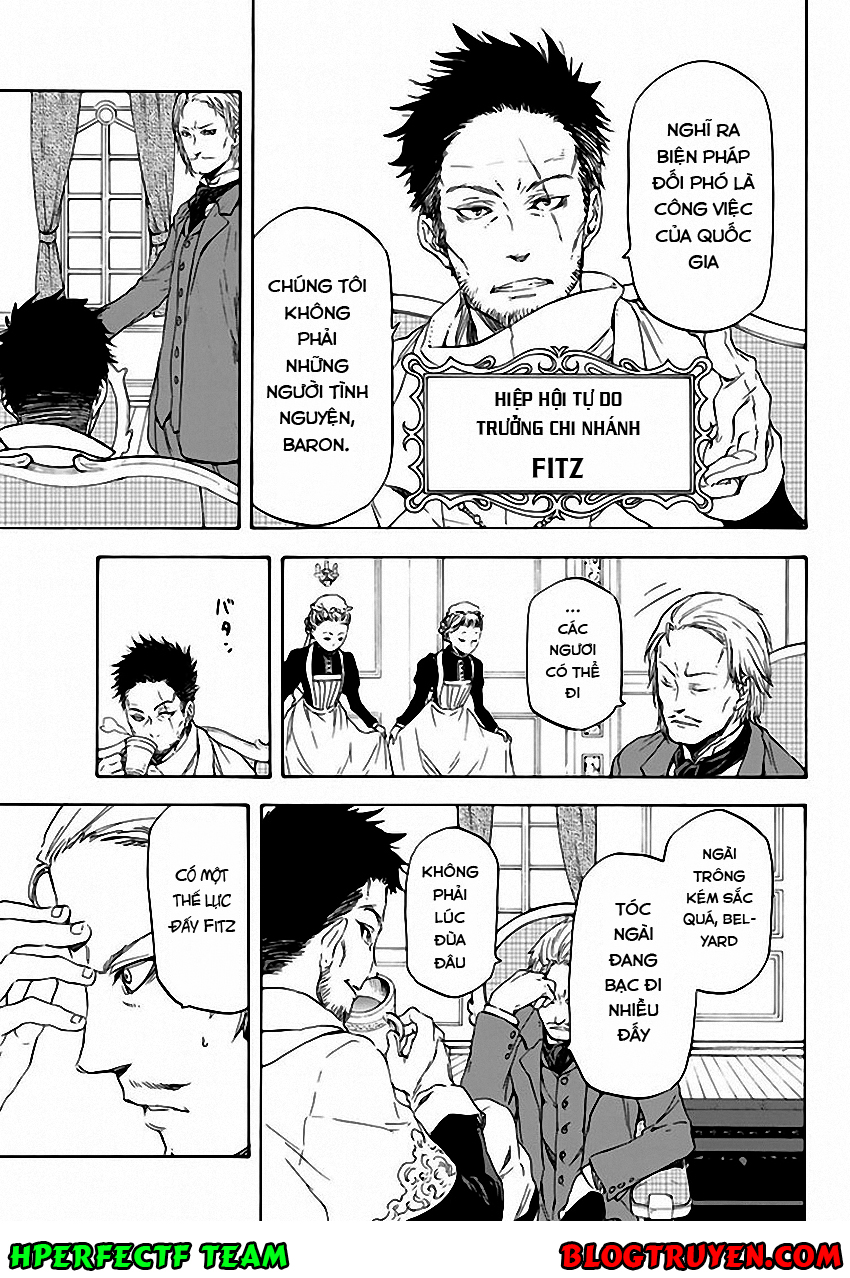 NGHĨ RA
BIỆN PHÁP
ĐỐI PHÓ LÀ
CÔNG VIỆC
CỦA QUỐC
GIA
CHÚNG TÔI
KHÔNG
PHẢI
NHỮNG
NGƯỜI TÌNH
NGUYỆN,
BARON.
HIỆP HỘI TỰ DO
TRƯỞNG CHI NHÁNH
FITZ
...
CÁC
NGƯƠI
CÓ THỂ
ĐI
バタン
NGÀI
TRÔNG
KÉM SẮC
QUÁ, BEL-
YARD
TÓC
NGÀI
ĐANG
BẠC ĐI
NHIỀU
ĐẤY
KHÔNG
PHẢI
LÚC
ĐÙA
ĐÂU
CÓ MỘT
THẾ LỰC
ĐẤY FITZ
HPERFECTF TEAM
BLOGTRUYEN.COM